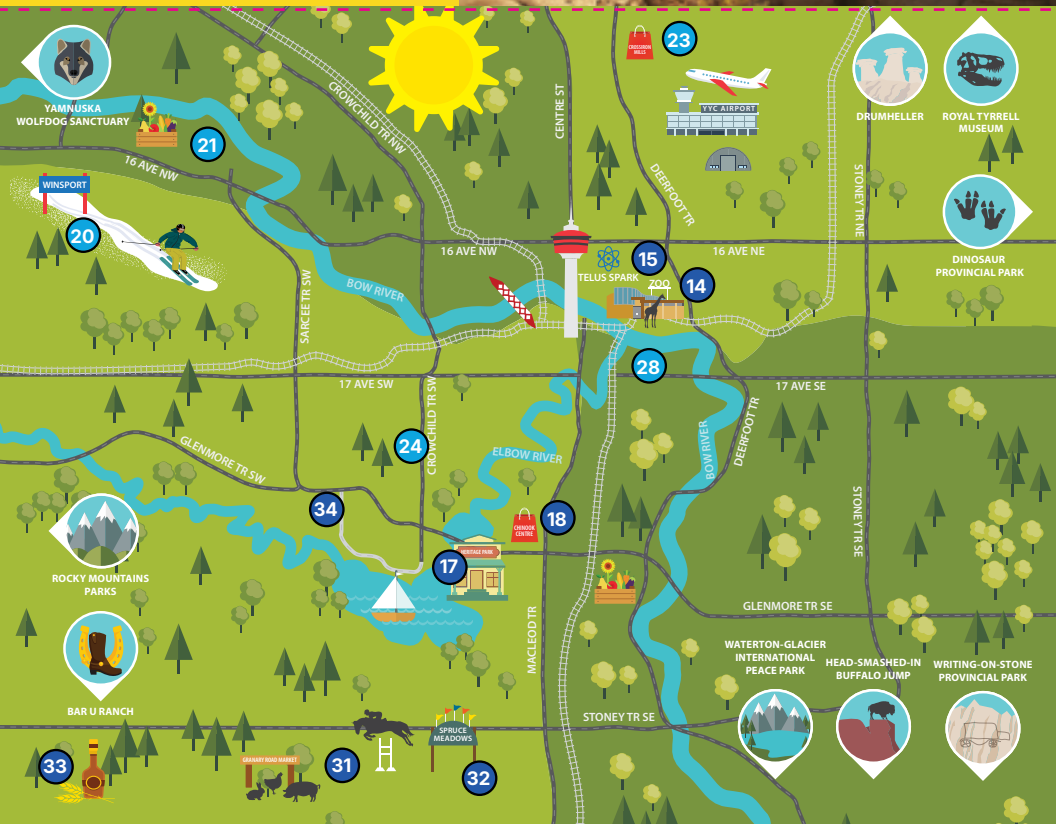 YAMNUSKA
WOLFDOG SANCTUARY
21
16 AVE NW
WINSPORT
20
CROWCHILD TR NW
CENTRE ST
CROSSIRON
MILLS
23
YYC AIRPORT
DEERFOOT TR
DRUMHELLER
ROYAL TYRRELL
MUSEUM
STONEY TR NE
DINOSAUR
PROVINCIAL PARK
16 AVE NW
16 AVE NE
15
TELUS SPARK
ZOO
14
BOW RIVER
SARCEE TR SW
17 AVE SW
28
17 AVE SE
CROWCHILD TR SW
24
ELBOW RIVER
BOW RIVER
DEERFOOT TR
GLENMORE TR SW
34
CHINOOK
CENTRE
18
STONEY TR SE
HERITAGE PARK
17
ROCKY MOUNTAINS
PARKS
MACLEOD TR
GLENMORE TR SE
BAR U RANCH
WATERTON-GLACIER
INTERNATIONAL
PEACE PARK
HEAD-SMASHED-IN
BUFFALO JUMP
WRITING-ON-STONE
PROVINCIAL PARK
STONEY TR SE
SPRUCE
MEADOWS
33
GRANARY ROAD MARKET
31
32